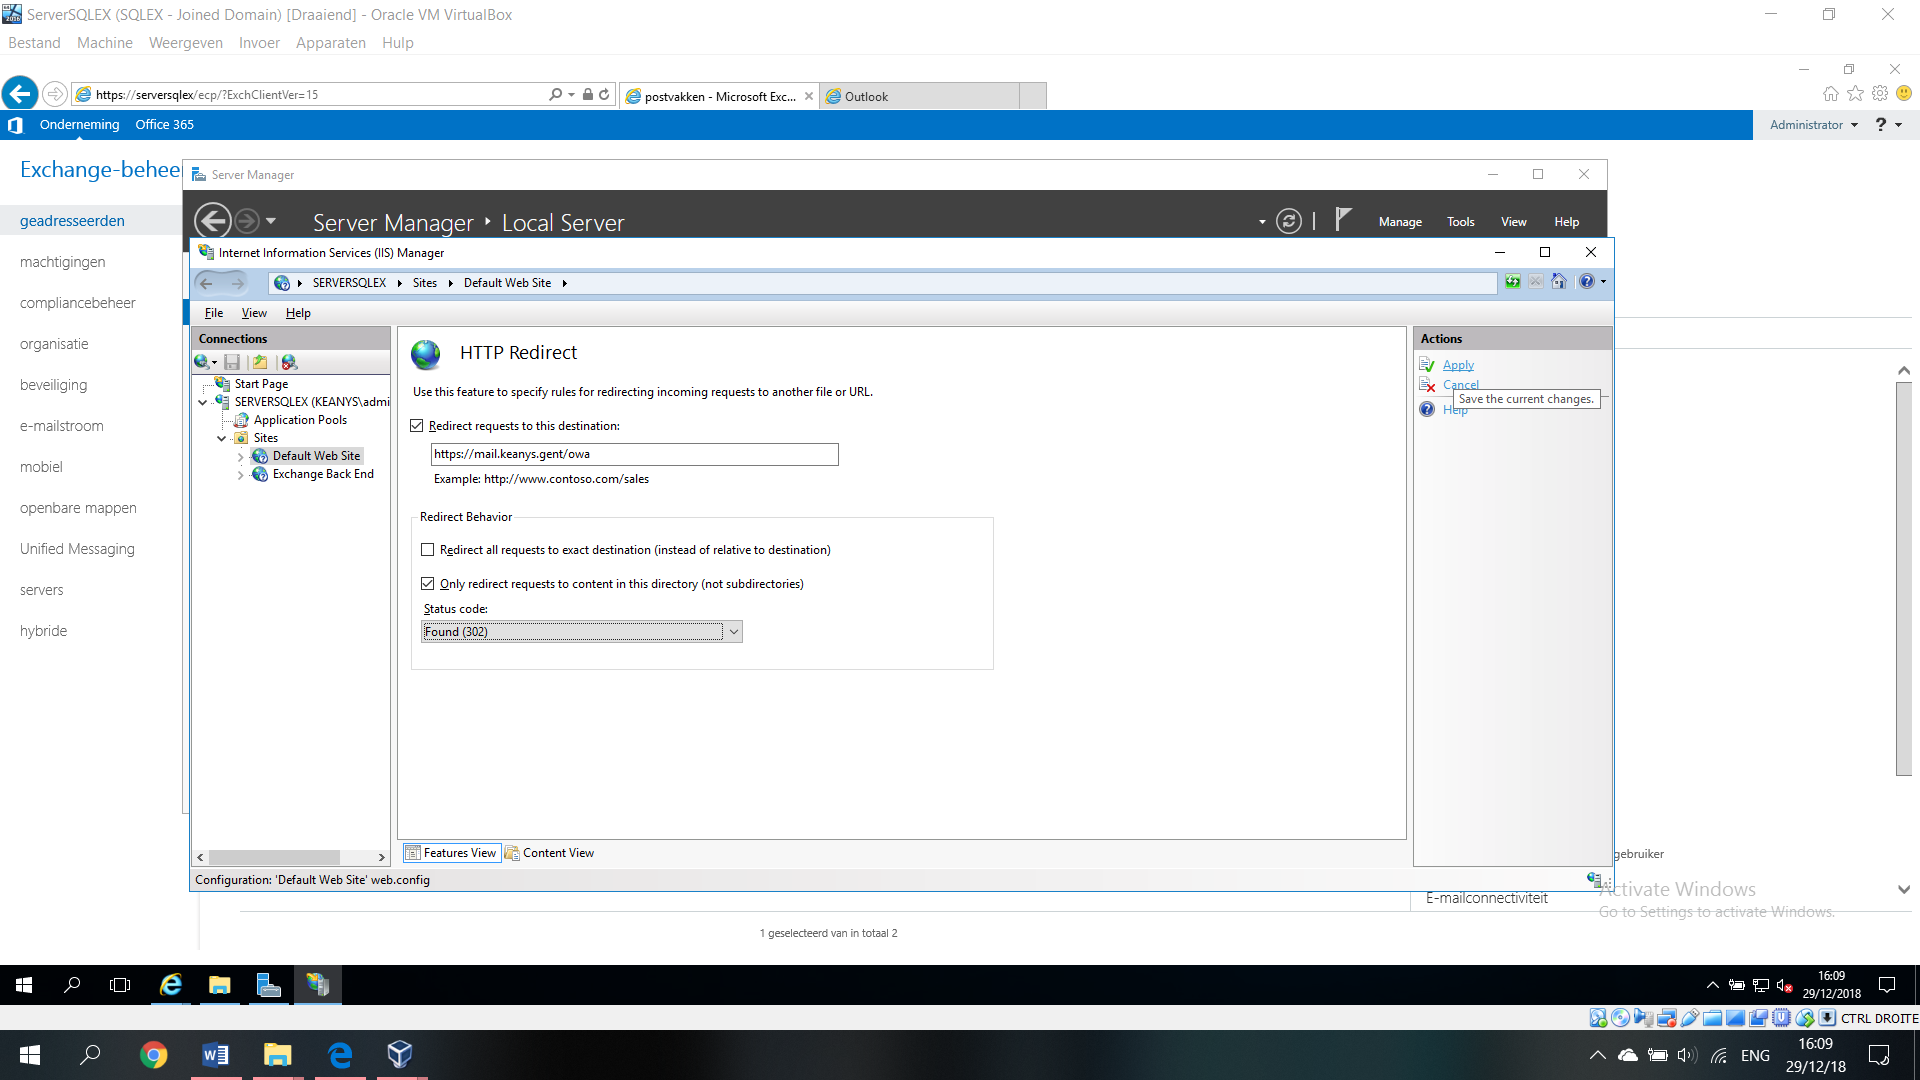 ServerSQLEX (SQLEX - Joined Domain) [Draaiend] - Oracle VM VirtualBox
Bestand Machine Weergeven Invoer Apparaten Hulp
https://serversqlex/ecp/?ExchClientVer=15
postvakken - Microsoft Exc...
Outlook
Onderneming Office 365
Administrator ?
Exchange-behee
geadresseerden
machtigingen
compliancebeheer
organisatie
beveiliging
e-mailstroom
mobiel
openbare mappen
Unified Messaging
servers
hybride
Server Manager
Server Manager Local Server
Manage Tools View Help
Internet Information Services (IIS) Manager
SERVERSQLEX Sites Default Web Site
File View Help
Connections
Start Page
SERVERSQLEX (KEANYS\admi
Application Pools
Sites
Default Web Site
Exchange Back End
HTTP Redirect
Use this feature to specify rules for redirecting incoming requests to another file or URL.
Redirect requests to this destination:
https://mail.keanys.gent/owa
Example: http://www.contoso.com/sales
Redirect Behavior
Redirect all requests to exact destination (instead of relative to destination)
Only redirect requests to content in this directory (not subdirectories)
Status code:
Found (302)
Actions
Apply
Cancel
Save the current changes.
Help
Features View Content View
Configuration: 'Default Web Site' web.config
gebruiker
E-mailconnectiviteit
Activate Windows
Go to Settings to activate Windows.
1 geselecteerd van in totaal 2
16:09
29/12/2018
CTRL DROITE
ENG
16:09
29/12/18